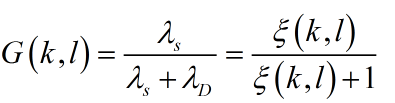 G(k,l) = λ_s / (λ_s + λ_D) = ξ(k,l) / (ξ(k,l)+1)